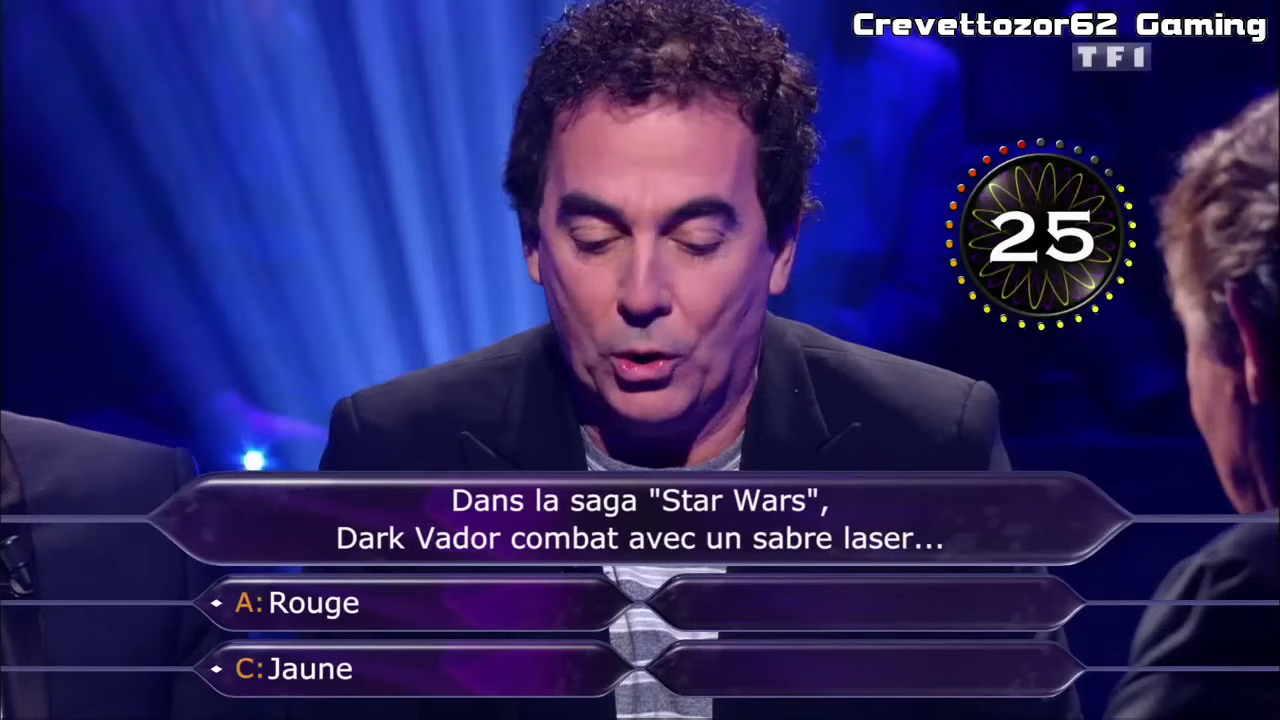 Crevettozor62 Gaming
TF1
25
Dans la saga "Star Wars",
Dark Vador combat avec un sabre laser...
A: Rouge
C: Jaune